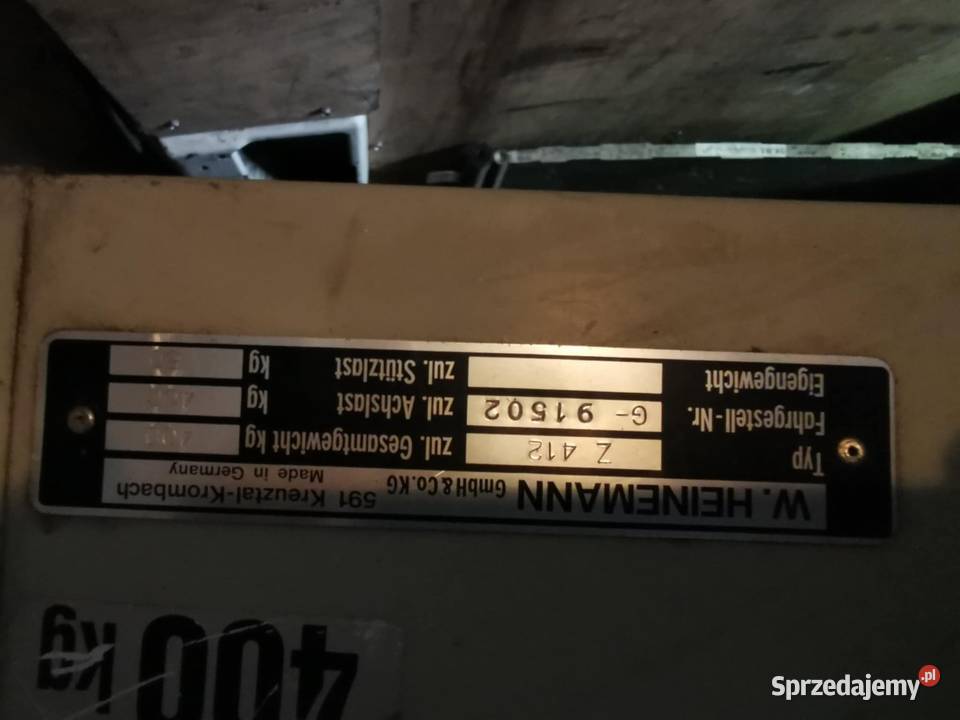 400 kg
W. HEINEMANN GmbH & Co. KG 591 Kreuztal-Krombach
Made in Germany
Typ Z 412 zul. Gesamtgewicht kg 400
Fahrgestell-Nr. G- 91502 zul. Achslast kg
Eigengewicht zul. Stützlast kg
Sprzedajemy.pl